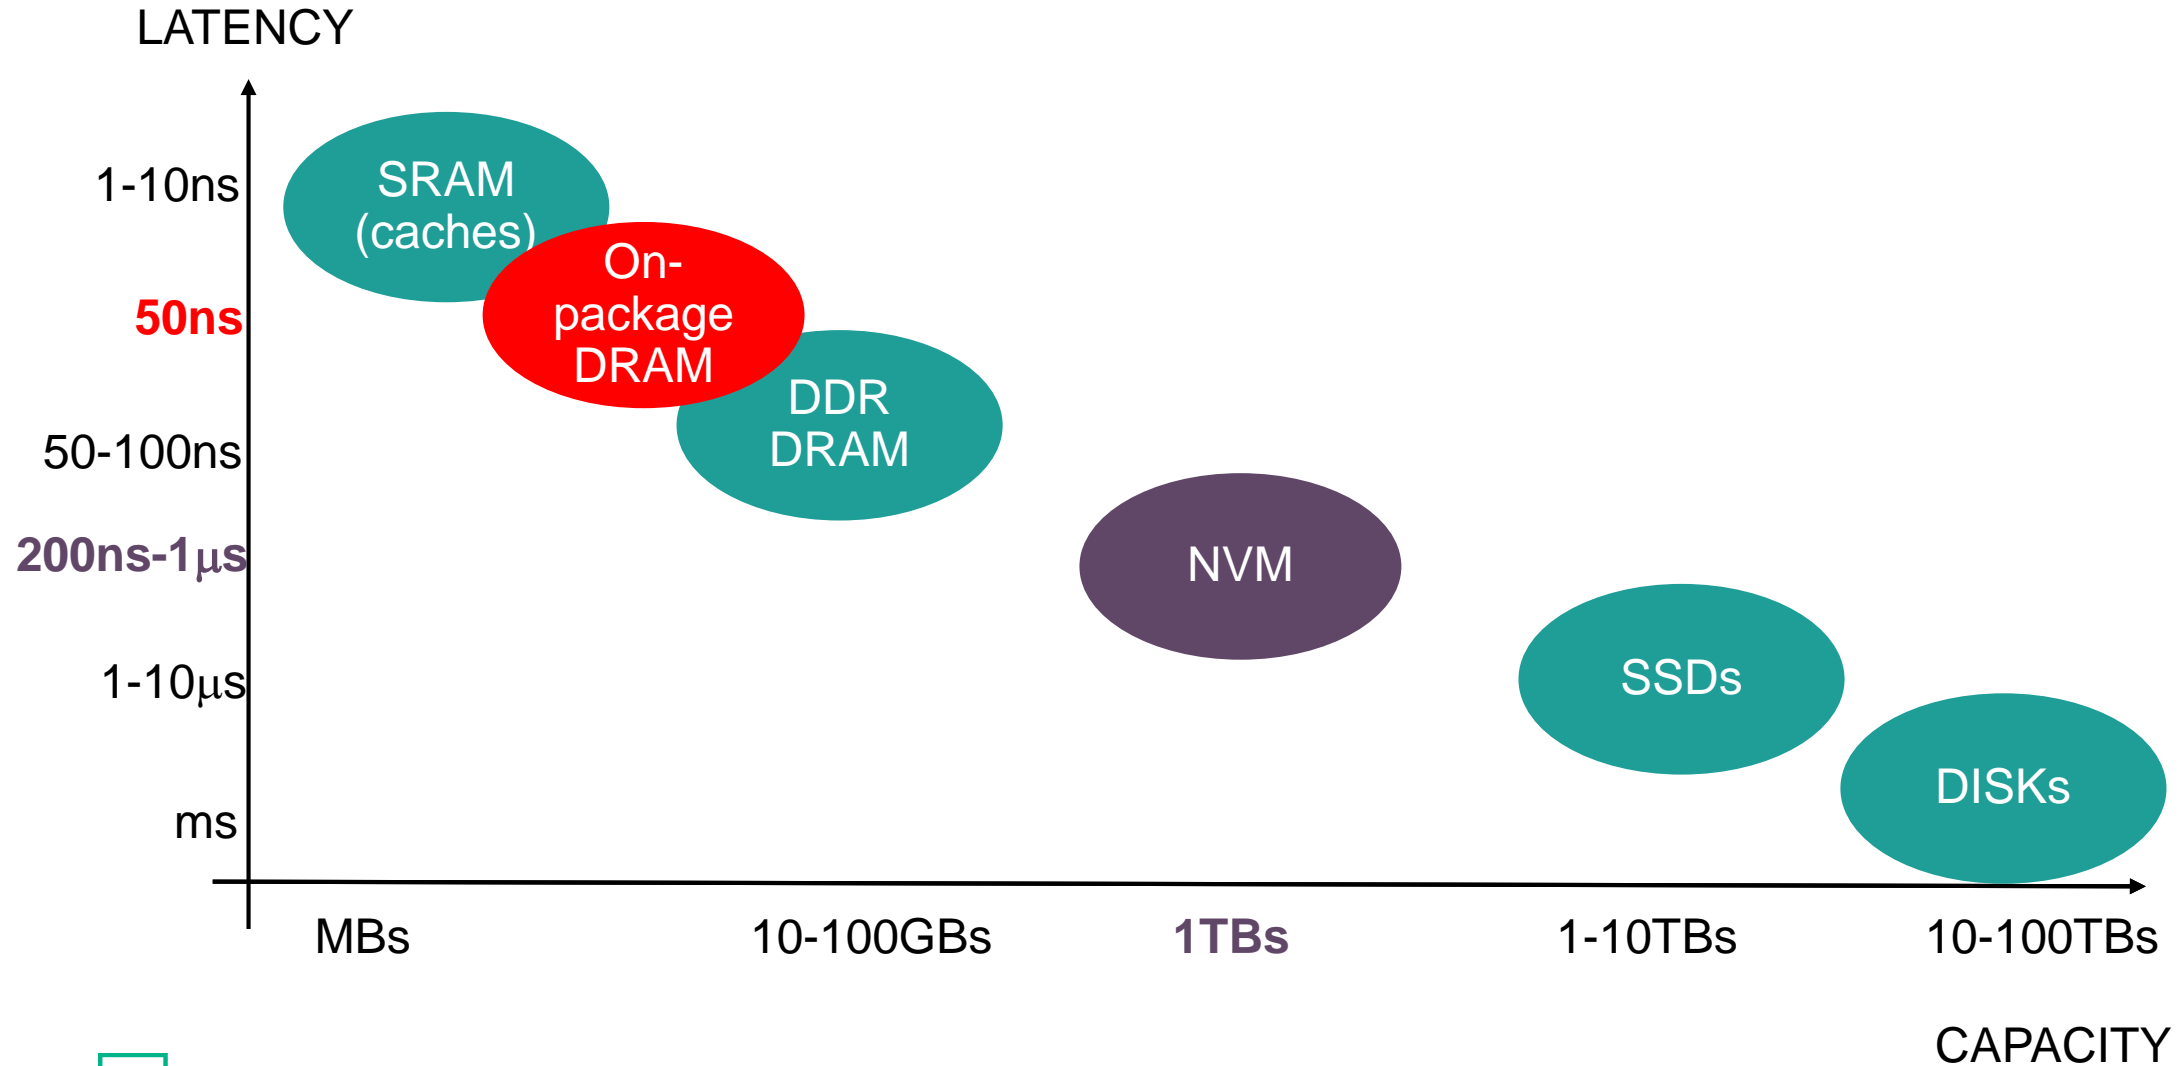 LATENCY
1-10ns
SRAM
(caches)
On-
package
DRAM
50ns
DDR
DRAM
50-100ns
200ns-1μs
NVM
1-10μs
SSDs
DISKs
ms
MBs
10-100GBs
1TBs
1-10TBs
10-100TBs
CAPACITY